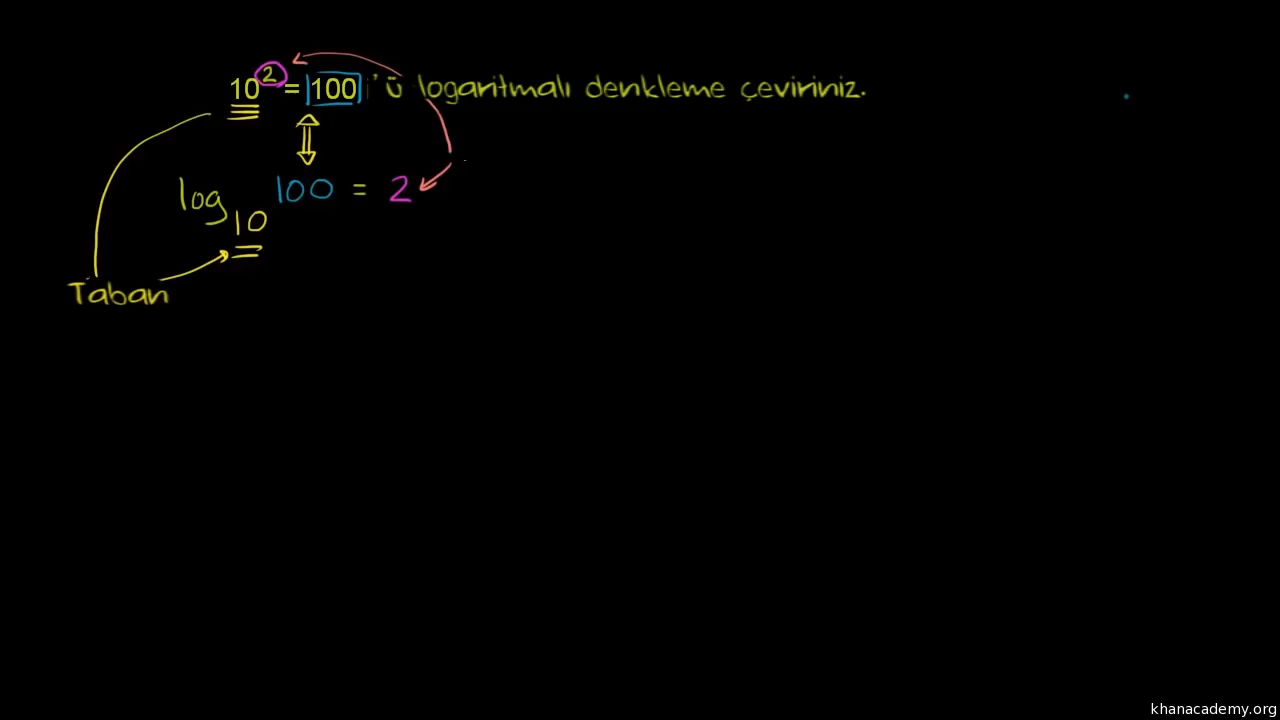 10² = 100 'ü logaritmalı denkleme çeviriniz.
log₁₀ 100 = 2
Taban
khanacademy.org